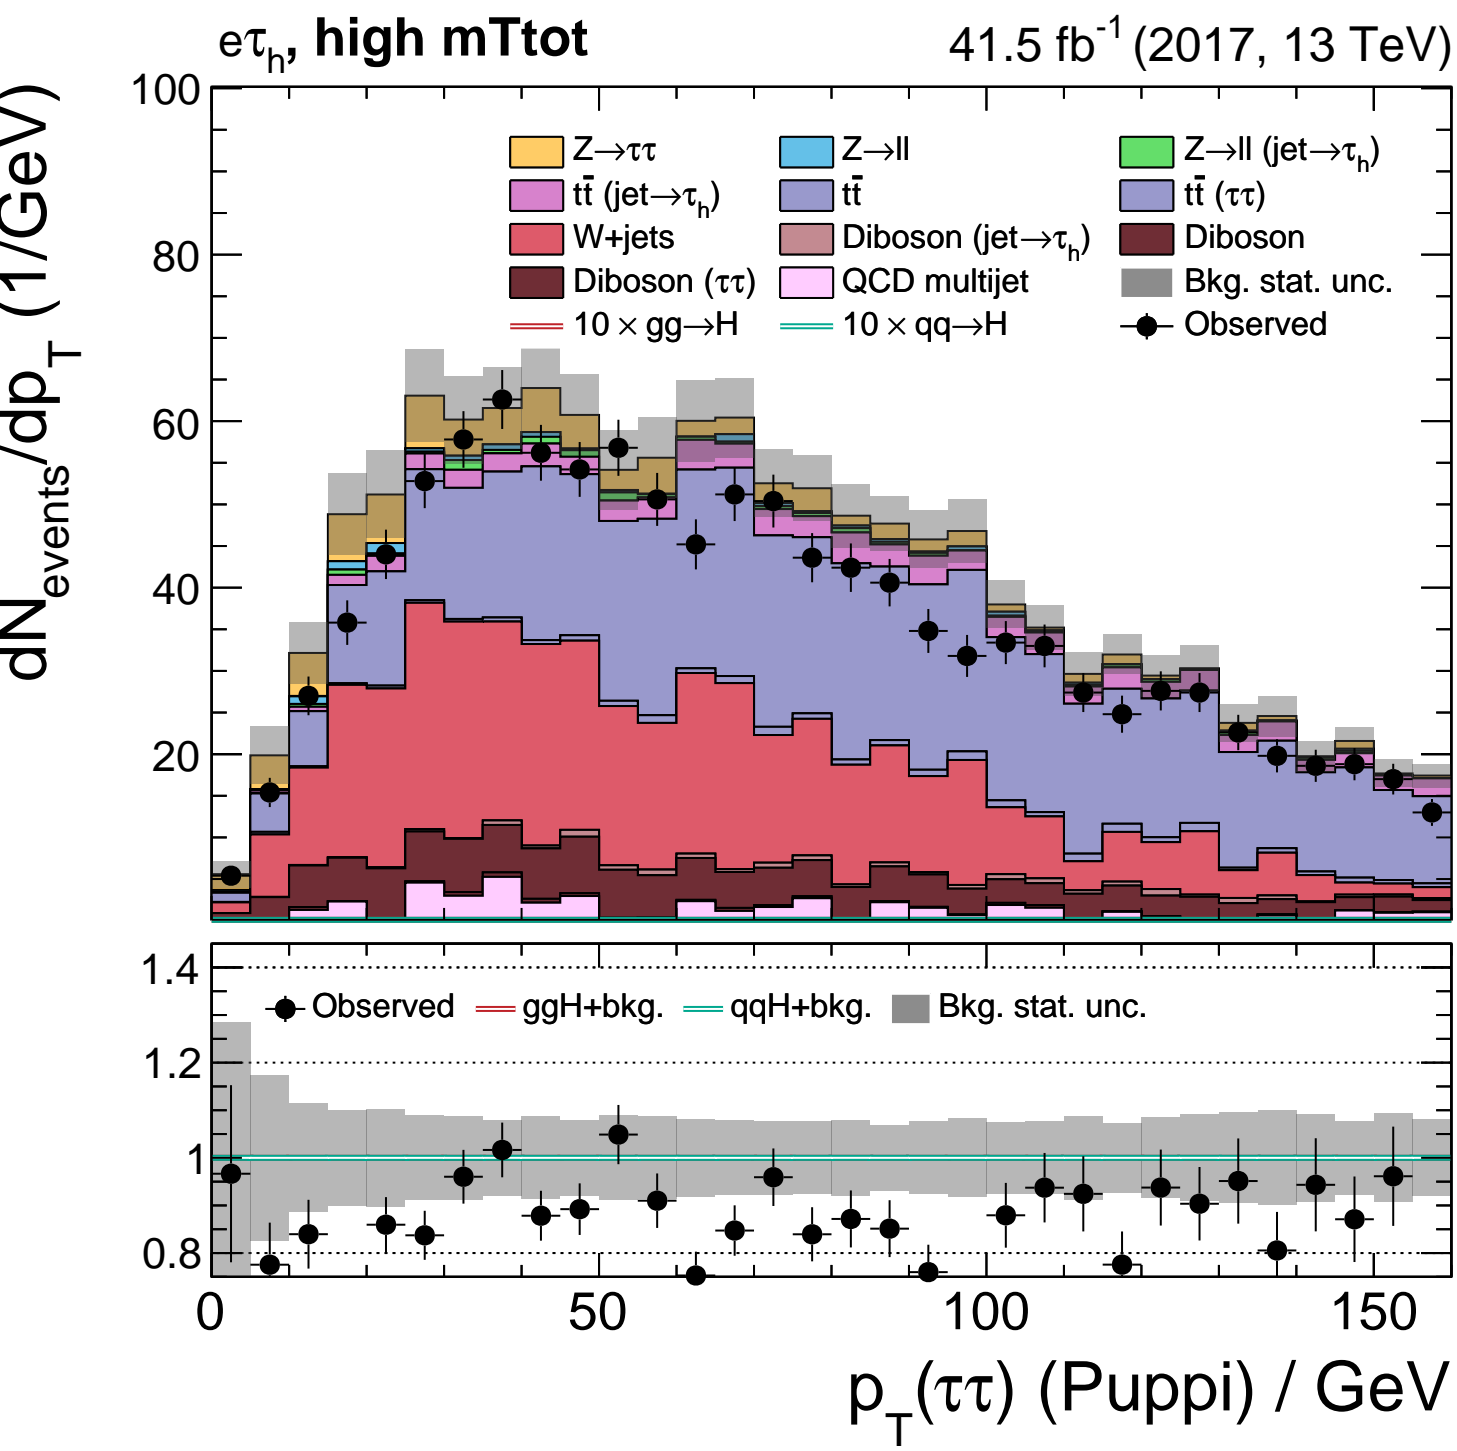 eτh, high mTtot
41.5 fb-1 (2017, 13 TeV)
dNevents/dpT (1/GeV)
100
80
60
40
20
Z→ττ
Z→ll
Z→ll (jet→τh)
tt̄ (jet→τh)
tt̄
tt̄ (ττ)
W+jets
Diboson (jet→τh)
Diboson
Diboson (ττ)
QCD multijet
Bkg. stat. unc.
10 × gg→H
10 × qq→H
Observed
1.4
1.2
1
0.8
Observed
ggH+bkg.
qqH+bkg.
Bkg. stat. unc.
0
50
100
150
pT(ττ) (Puppi) / GeV